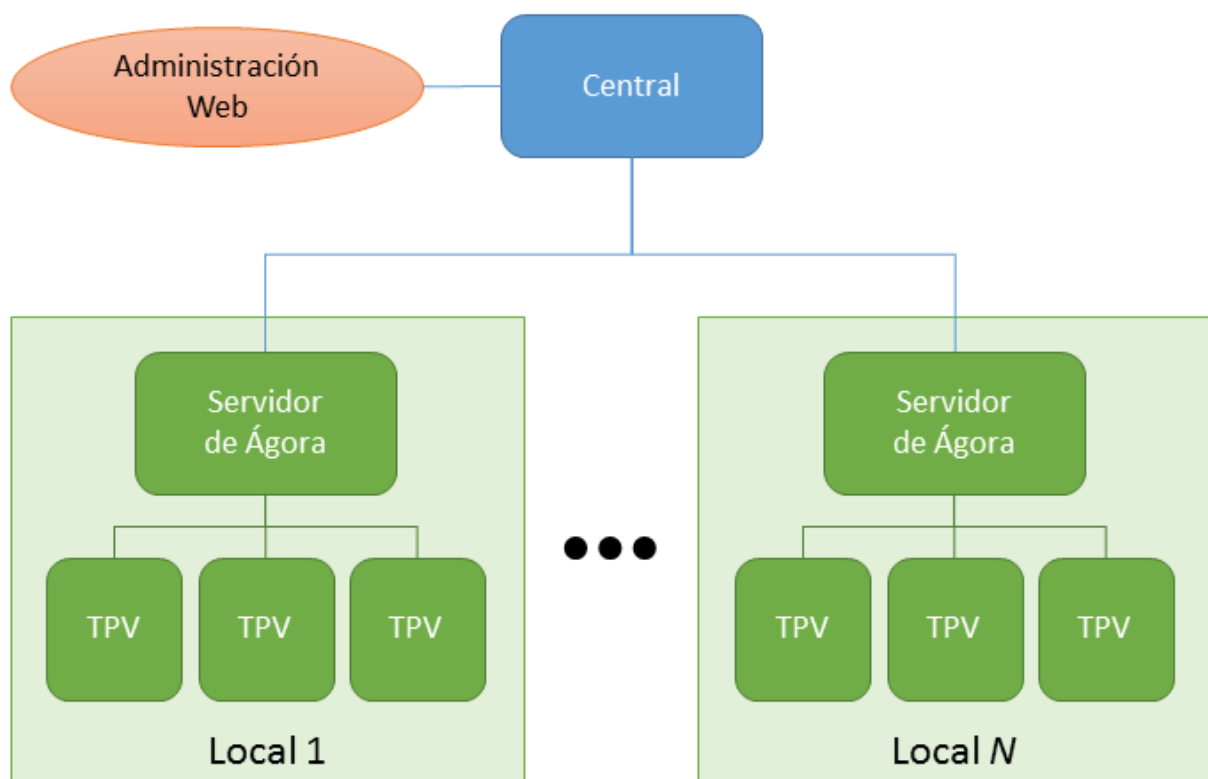 Administración
Web
Central
Servidor
de Ágora
Servidor
de Ágora
TPV
TPV
TPV
TPV
TPV
TPV
Local 1
Local N